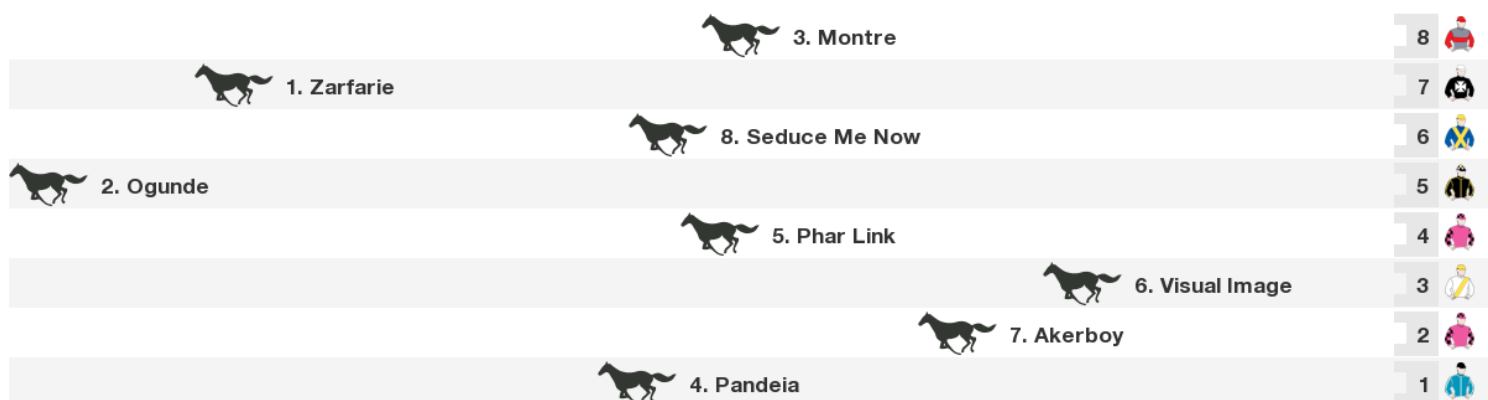 3. Montre 8
1. Zarfarie 7
8. Seduce Me Now 6
2. Ogunde 5
5. Phar Link 4
6. Visual Image 3
7. Akerboy 2
4. Pandeia 1